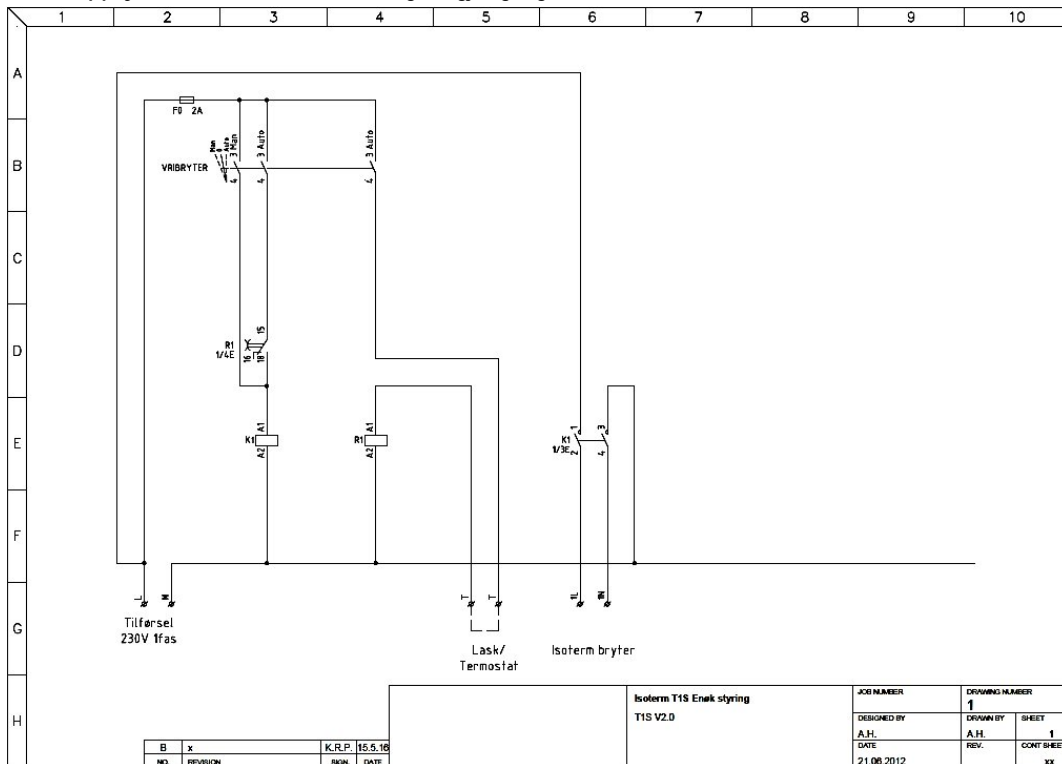 1 2 3 4 5 6 7 8 9 10
A
F0 2A
B
Man
0
Auto
VRIBRYTER
3 Man
4
3 Auto
4
3 Auto
4
C
D
R1
1/4E
15
16 18
E
K1
A1
A2
R1
A1
A2
K1
1/3E
1
2
3
4
F
G
L
N
Tilførsel
230V 1fas
T
T
Lask/
Termostat
1L
1N
Isoterm bryter
H
Isoterm T1S Enøk styring
T1S V2.0
JOB NUMBER
DRAWING NUMBER
1
DESIGNED BY
A.H.
DRAWN BY
A.H.
SHEET
1
DATE
21.06.2012
REV.
CONT SHEET
xx
B x K.R.P. 15.5.16
NO. REVISION SIGN. DATE